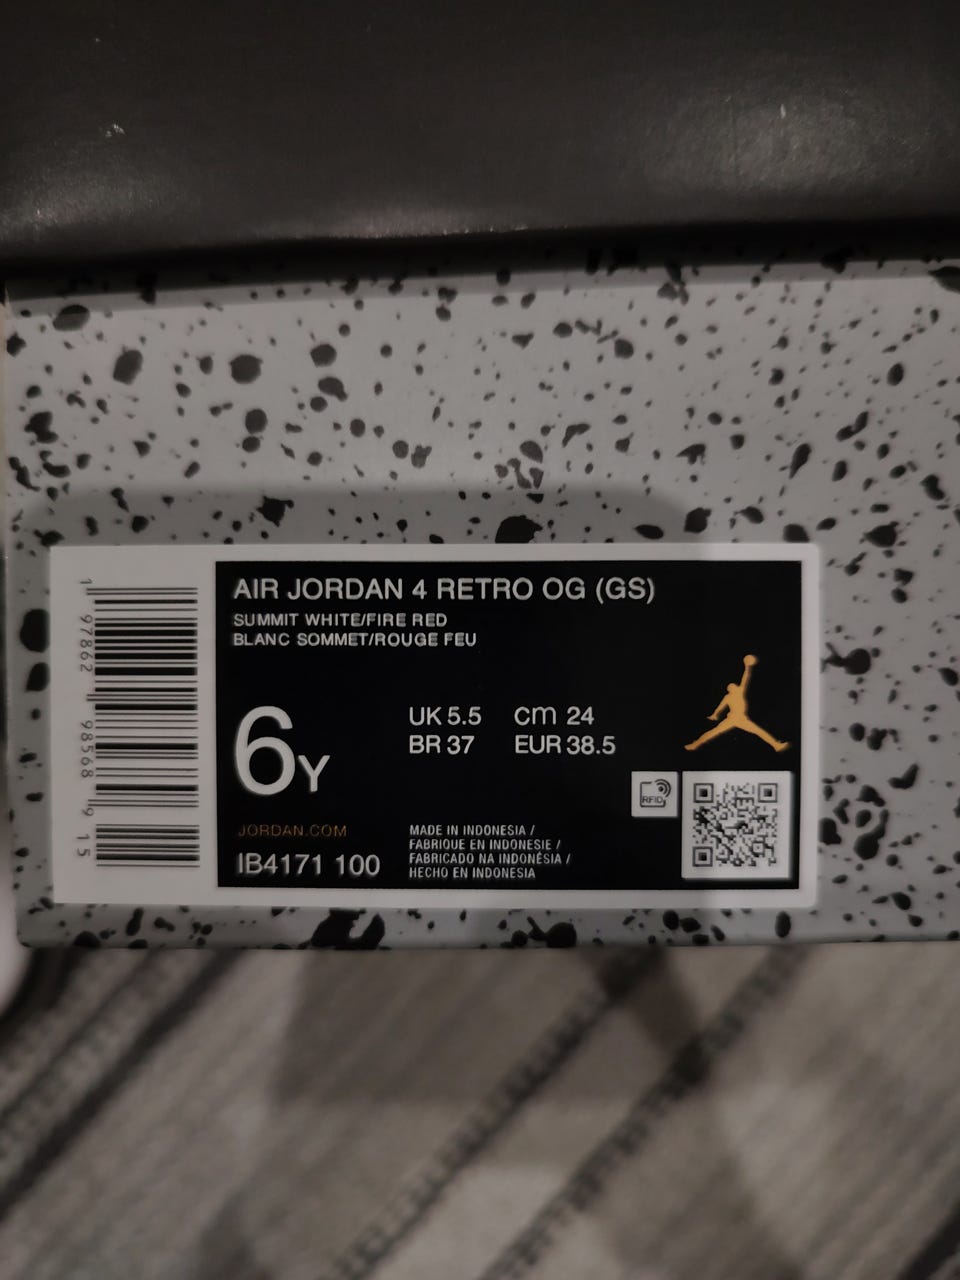 AIR JORDAN 4 RETRO OG (GS)
SUMMIT WHITE/FIRE RED
BLANC SOMMET/ROUGE FEU
6Y
UK 5.5 cm 24
BR 37 EUR 38.5
RFID
JORDAN.COM
IB4171 100
MADE IN INDONESIA /
FABRIQUE EN INDONESIE /
FABRICADO NA INDONÉSIA /
HECHO EN INDONESIA
1 97862 98568 9 15